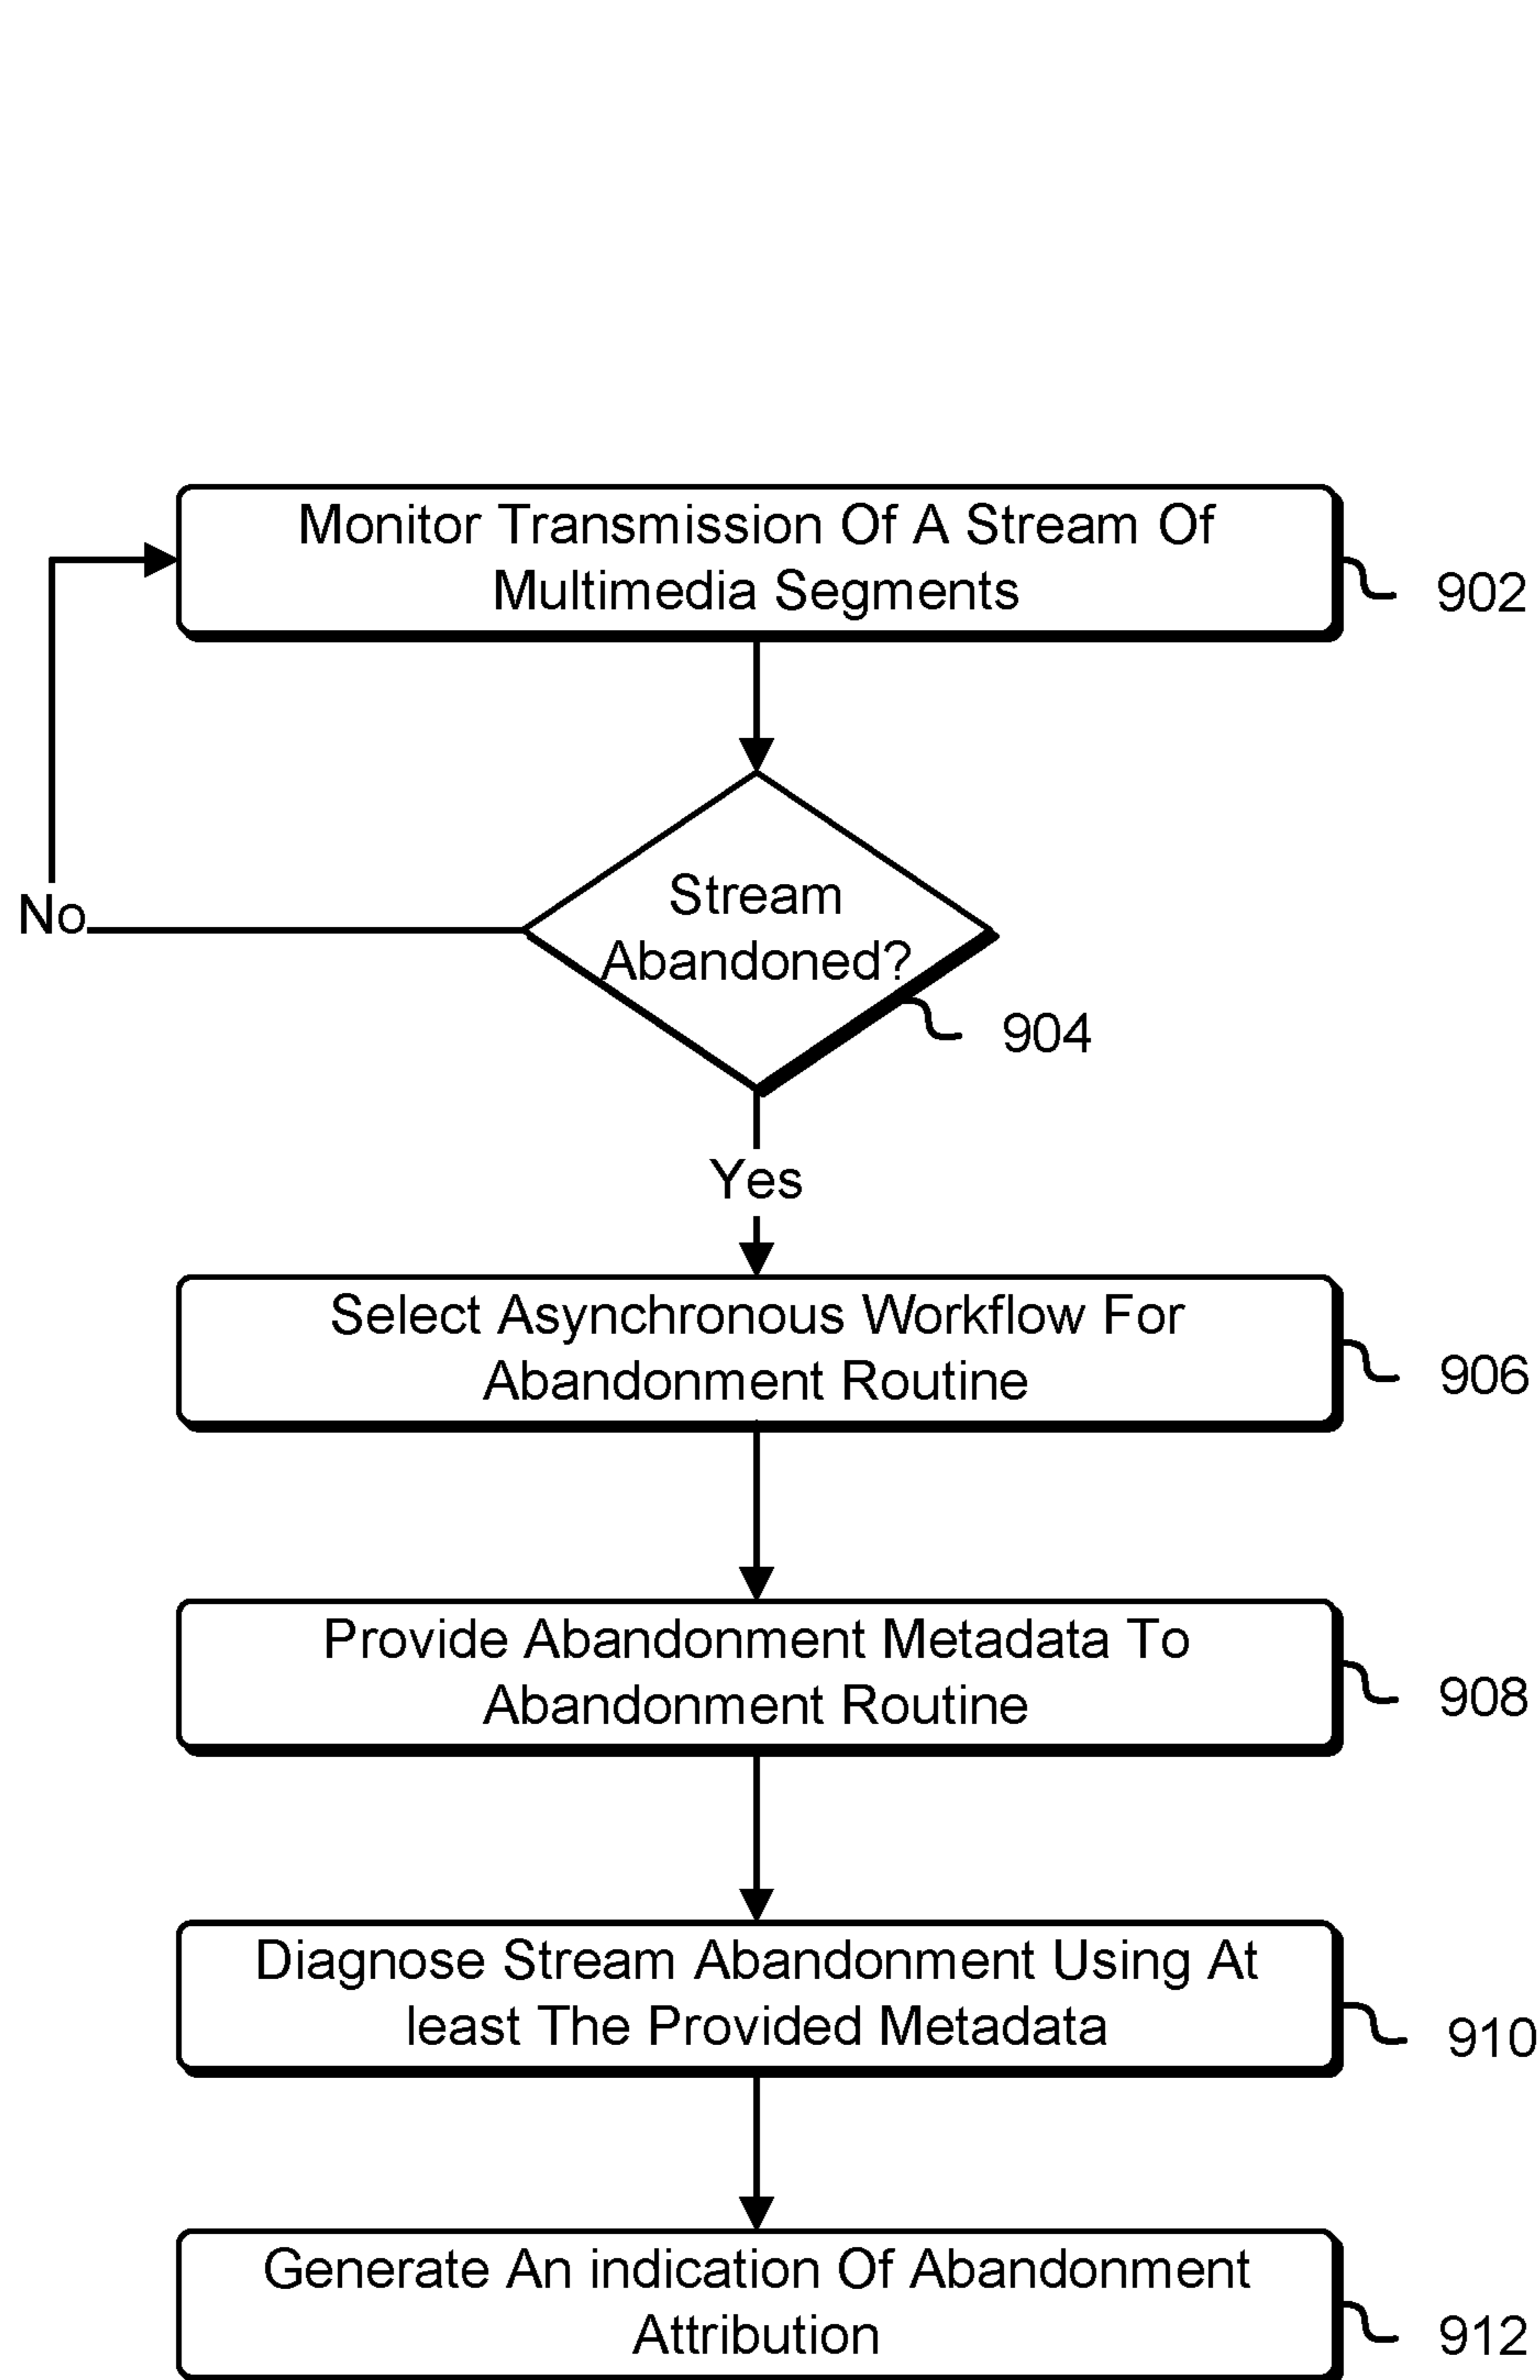 Monitor Transmission Of A Stream Of
Multimedia Segments
902
Stream
Abandoned?
No
904
Yes
Select Asynchronous Workflow For
Abandonment Routine
906
Provide Abandonment Metadata To
Abandonment Routine
908
Diagnose Stream Abandonment Using At
least The Provided Metadata
910
Generate An indication Of Abandonment
Attribution
912